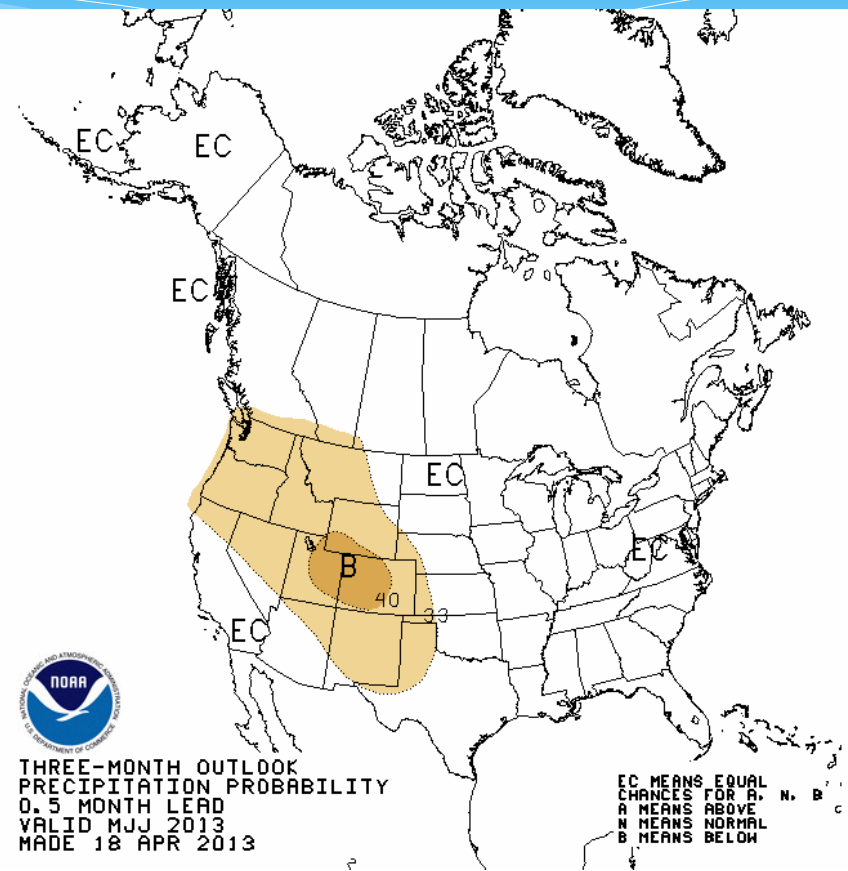 EC
EC
EC
EC
B
EC
40
33
EC
NATIONAL OCEANIC AND ATMOSPHERIC ADMINISTRATION
NOAA
U.S. DEPARTMENT OF COMMERCE
THREE-MONTH OUTLOOK
PRECIPITATION PROBABILITY
0.5 MONTH LEAD
VALID MJJ 2013
MADE 18 APR 2013
EC MEANS EQUAL
CHANCES FOR A, N, B
A MEANS ABOVE
N MEANS NORMAL
B MEANS BELOW